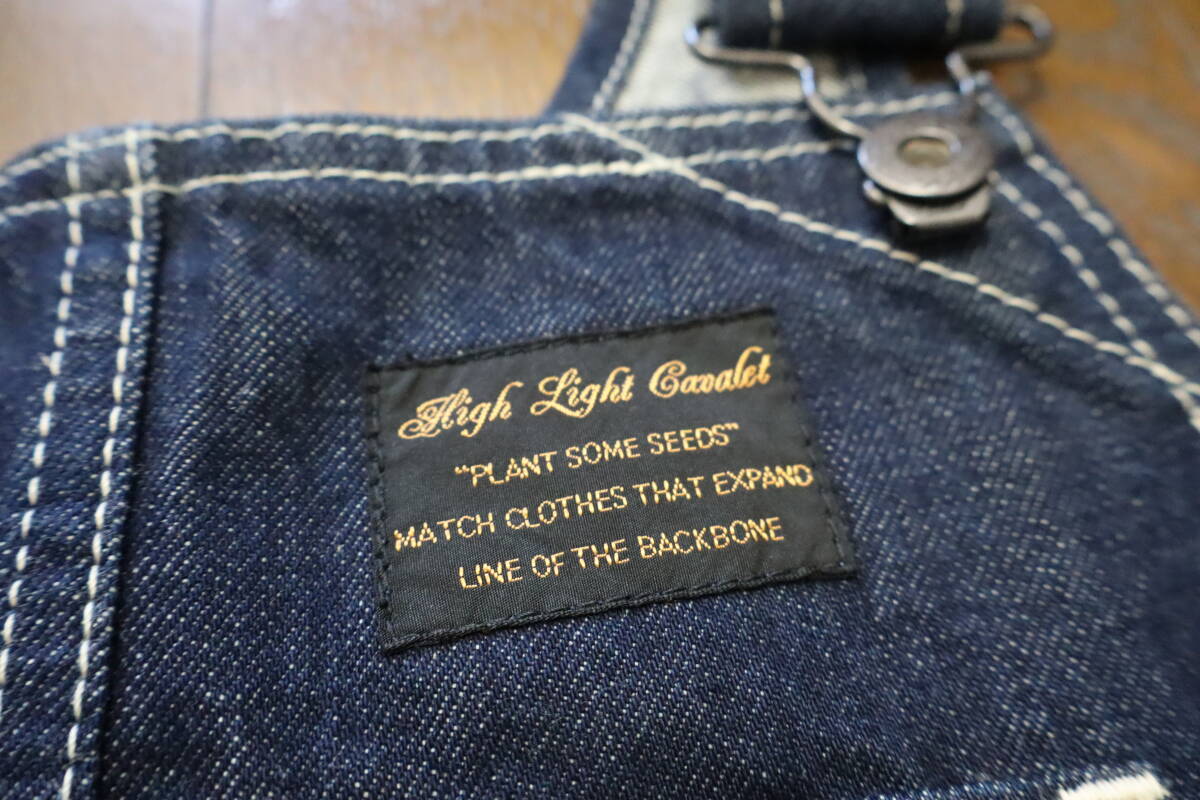 High Light Cavalet
"PLANT SOME SEEDS"
MATCH CLOTHES THAT EXPAND
LINE OF THE BACKBONE